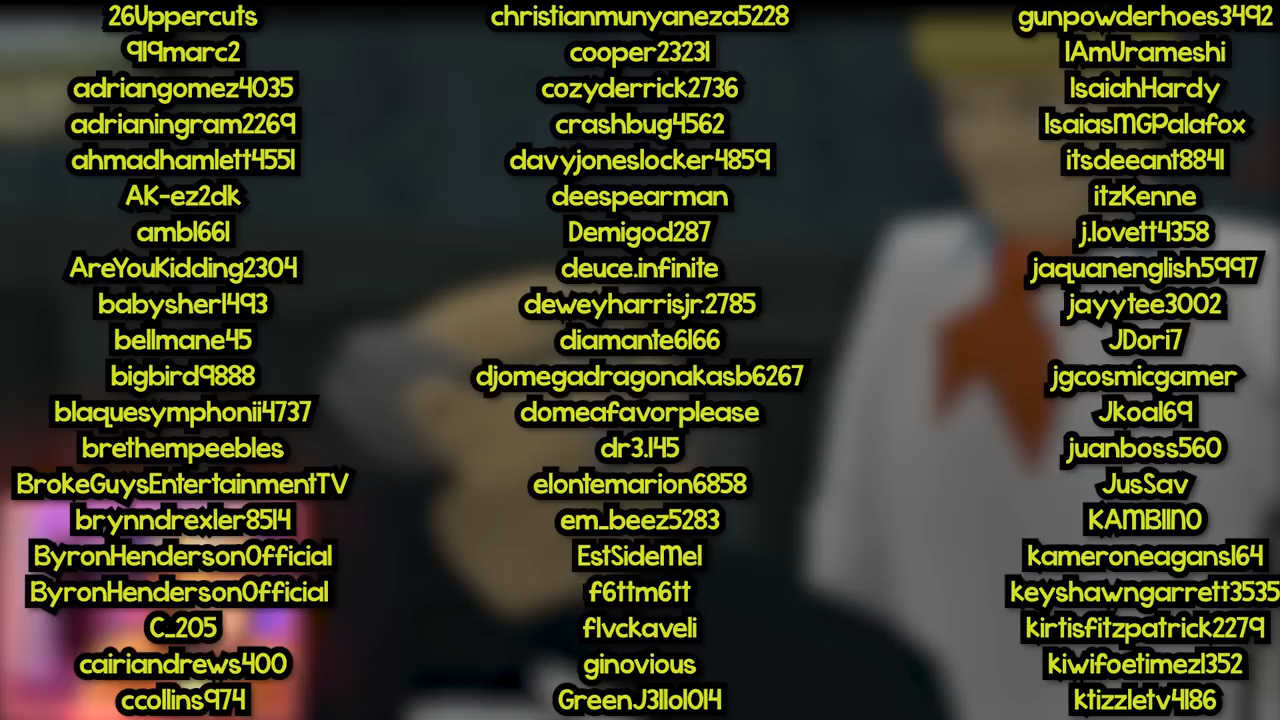 26Uppercuts
919marc2
adriangomez4035
adrianingram2269
ahmadhamlett4551
AK-ez2dk
amb1661
AreYouKidding2304
babysher1493
bellmane45
bigbird9888
blaquesymphonii4737
brethempeebles
BrokeGuysEntertainmentTV
brynndrexler8514
ByronHendersonOfficial
ByronHendersonOfficial
C_205
cairiandrews400
ccollins974
christianmunyaneza5228
cooper23231
cozyderrick2736
crashbug4562
davyjoneslocker4859
deespearman
Demigod287
deuce.infinite
deweyharrisjr.2785
diamante6166
djomegadragonakasb6267
domeafavorplease
dr3.145
elontemarion6858
em_beez5283
EstSideMel
f6ttm6tt
flvckaveli
ginovious
GreenJ3llo1014
gunpowderhoes3492
IAmUrameshi
IsaiahHardy
IsaiasMGPalafox
itsdeeant8841
itzKenne
j.lovett4358
jaquanenglish5997
jayytee3002
JDori7
jgcosmicgamer
Jkoal69
juanboss560
JusSav
KAMBIINO
kameroneagans164
keyshawngarrett3535
kirtisfitzpatrick2279
kiwifoetimez1352
ktizzletv4186